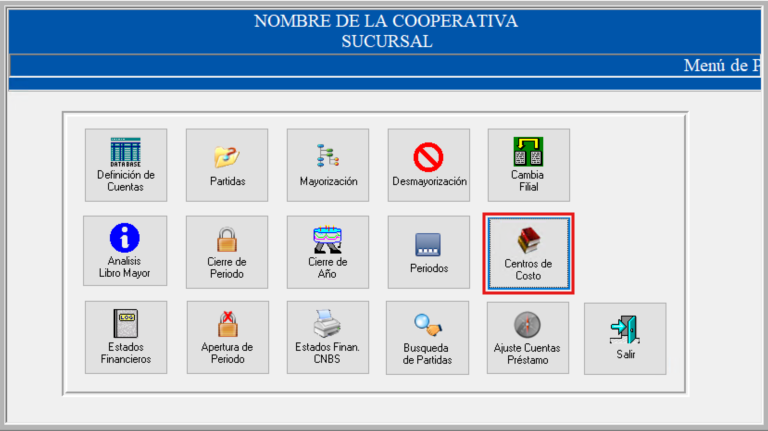 NOMBRE DE LA COOPERATIVA
SUCURSAL
Menú de P
DATABASE
Definición de
Cuentas
Partidas
Mayorización
Desmayorización
Cambia
Filial
Analisis
Libro Mayor
Cierre de
Periodo
Cierre de
Año
Periodos
Centros de
Costo
LOG
Estados
Financieros
Apertura de
Periodo
Estados Finan.
CNBS
Busqueda
de Partidas
Ajuste Cuentas
Préstamo
Salir